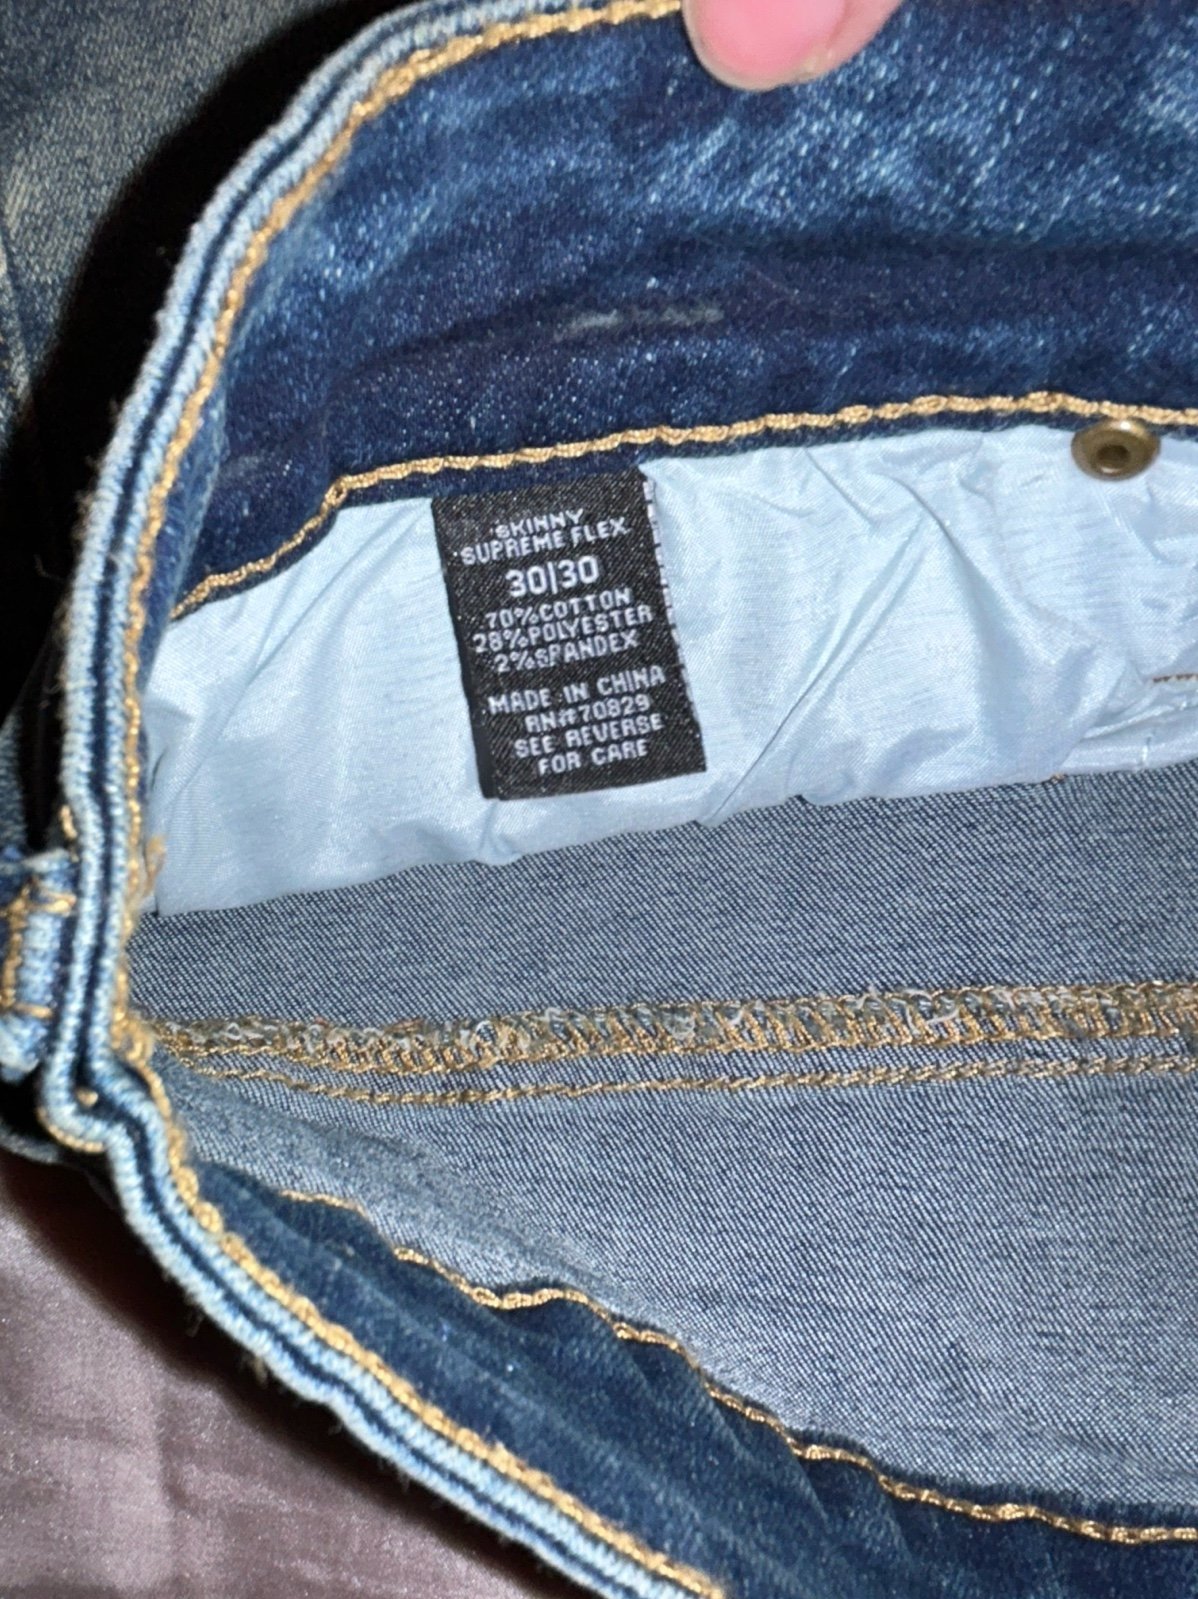 SKINNY
SUPREME FLEX
30|30
70%COTTON
28%POLYESTER
2%SPANDEX
MADE IN CHINA
RN#70829
SEE REVERSE
FOR CARE